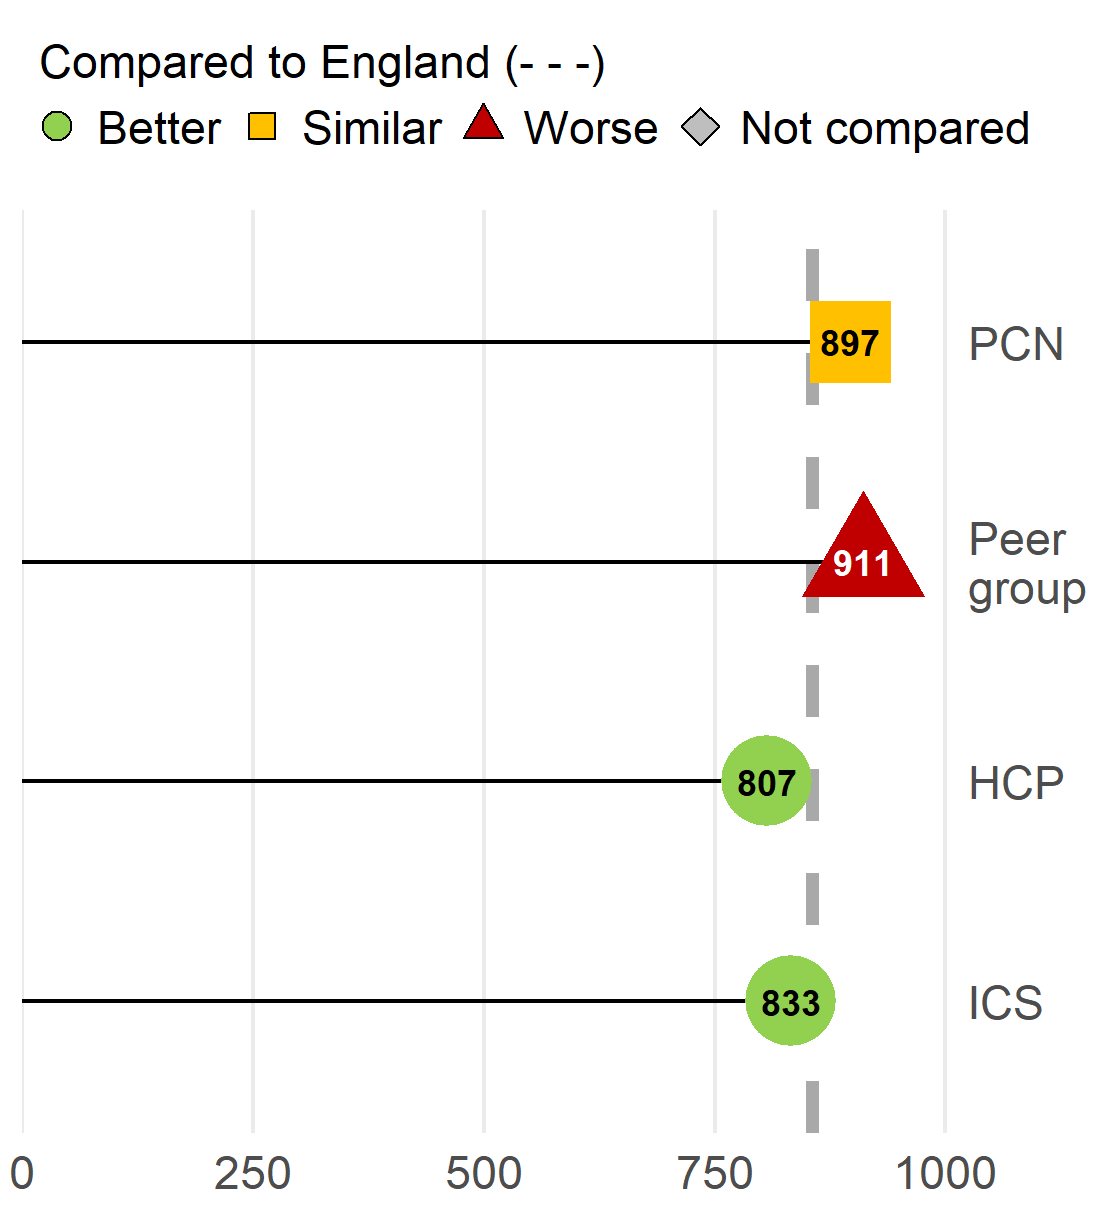 Compared to England (- - -)
Better Similar Worse Not compared
897 PCN
911 Peer
group
807 HCP
833 ICS
0 250 500 750 1000